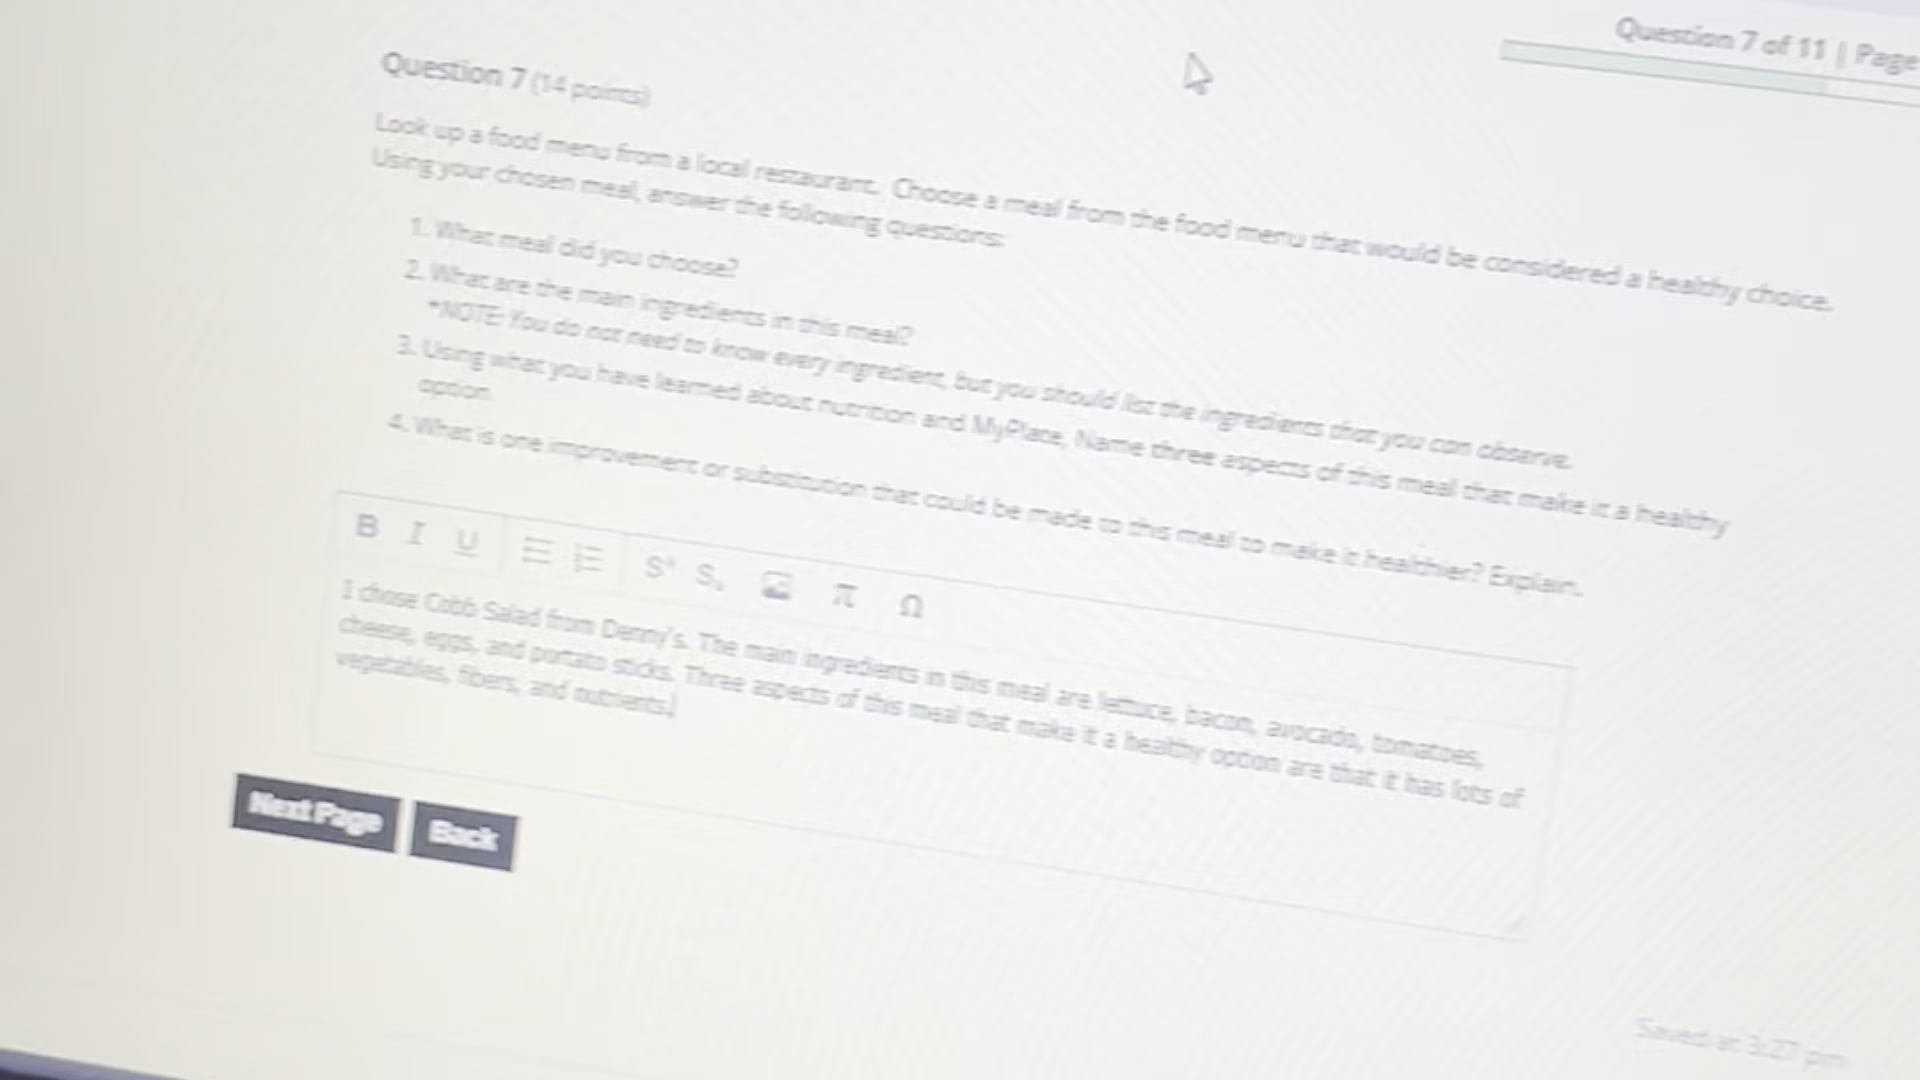 Question 7 of 11 | Page
Question 7 (14 points)
Look up a food menu from a local restaurant. Choose a meal from the food menu that would be considered a healthy choice.
Using your chosen meal, answer the following questions:
1. What meal did you choose?
2. What are the main ingredients in this meal?
*NOTE: You do not need to know every ingredient, but you should list the ingredients that you can observe.
3. Using what you have learned about nutrition and MyPlate, Name three aspects of this meal that make it a healthy
option.
4. What is one improvement or substitution that could be made to this meal to make it healthier? Explain.
B I U S Sₓ π Ω
I chose Cobb Salad from Denny's. The main ingredients in this meal are lettuce, bacon, avocado, tomatoes,
cheese, eggs, and portato sticks. Three aspects of this meal that make it a healthy option are that it has lots of
vegetables, fibers, and nutrients.
Next Page Back
Saved at 3:27 pm